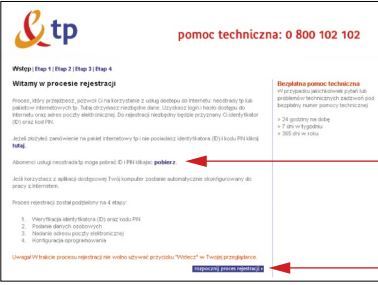 tp
pomoc techniczna: 0 800 102 102
Wstęp | Etap 1 | Etap 2 | Etap 3 | Etap 4
Witamy w procesie rejestracji
Proces, który przejdziesz, pozwoli Ci na korzystanie z usług dostępu do internetu: neostrady tp lub
pakietów internetowych tp. Tutaj otrzymasz niezbędne dane. Uzyskasz login i hasło dostępu do
internetu oraz adres poczty elektronicznej. Do rejestracji niezbędny będzie przyznany Ci identyfikator
(ID) oraz kod PIN.
Jeżeli złożyłeś zamówienie na pakiet internetowy tp i nie posiadasz identyfikatora (ID) i kodu PIN kliknij
tutaj.
Abonenci usługi neostrada tp mogą pobrać ID i PIN klikając: pobierz.
Jeśli korzystasz z aplikacji dostępowej Twój komputer zostanie automatycznie skonfigurowany do
pracy z internetem.
Proces rejestracji został podzielony na 4 etapy:
1. Weryfikacja identyfikatora (ID) oraz kodu PIN
2. Podanie danych osobowych
3. Nadanie adresu poczty elektronicznej
4. Konfiguracja oprogramowania
Uwaga! W trakcie procesu rejestracji nie wolno używać przycisku "Wstecz" w Twojej przeglądarce.
rozpocznij proces rejestracji »
Bezpłatna pomoc techniczna
W przypadku jakichkolwiek pytań lub
problemów technicznych zadzwoń pod
bezpłatny numer pomocy technicznej
> 24 godziny na dobę
> 7 dni w tygodniu
> 365 dni w roku